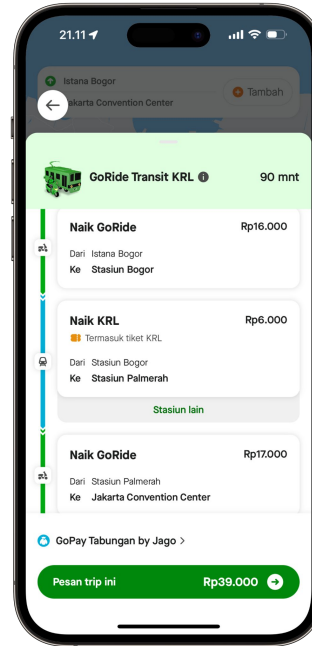 21.11
Istana Bogor
Jakarta Convention Center
Tambah
GoRide Transit KRL
90 mnt
Naik GoRide
Rp16.000
Dari Istana Bogor
Ke Stasiun Bogor
Naik KRL
Rp6.000
Termasuk tiket KRL
Dari Stasiun Bogor
Ke Stasiun Palmerah
Stasiun lain
Naik GoRide
Rp17.000
Dari Stasiun Palmerah
Ke Jakarta Convention Center
GoPay Tabungan by Jago >
Pesan trip ini
Rp39.000